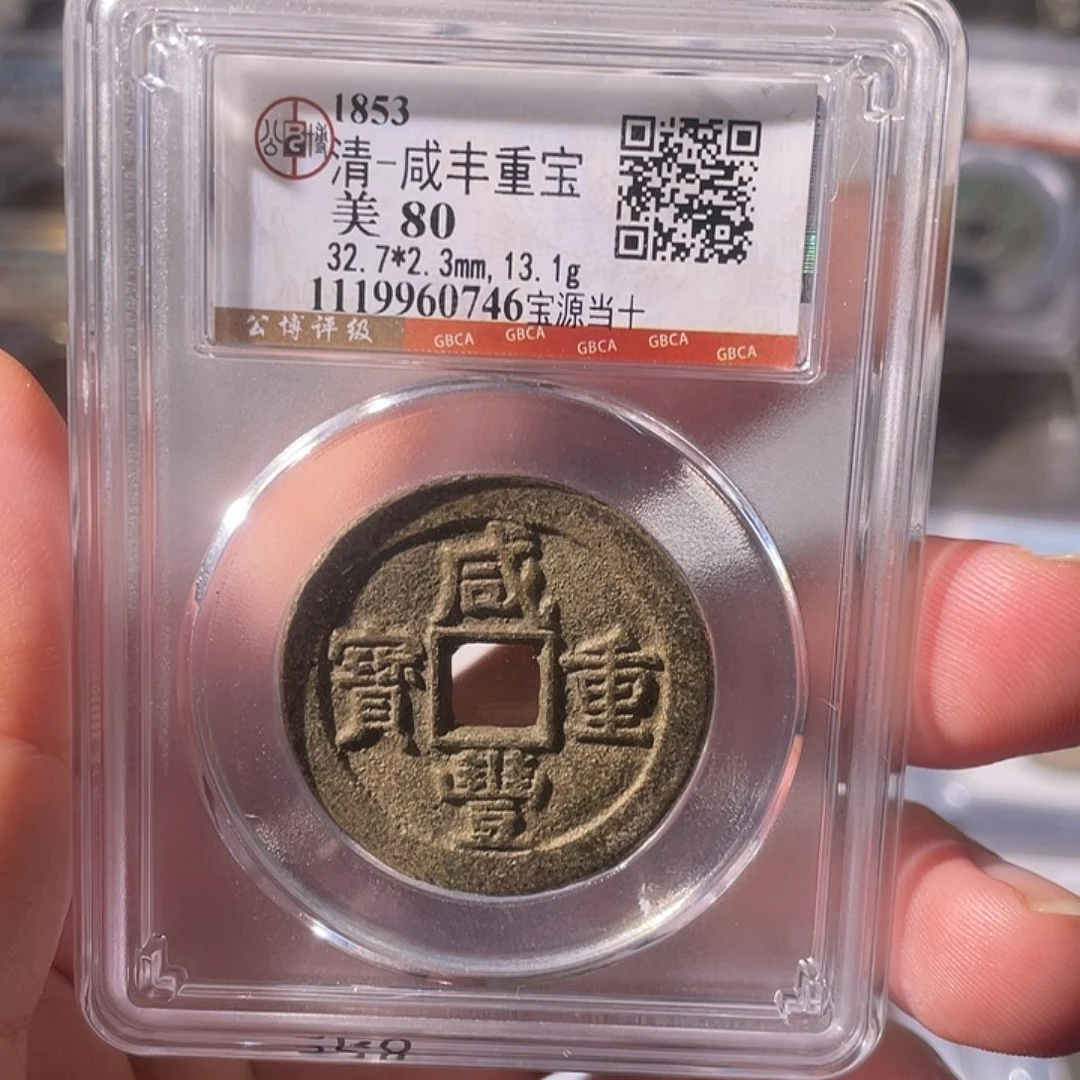 1853
清-咸丰重宝
美 80
32.7*2.3mm, 13.1g
1119960746宝源当十
公博评级 GBCA GBCA GBCA GBCA GBCA
咸
寶 重
豐